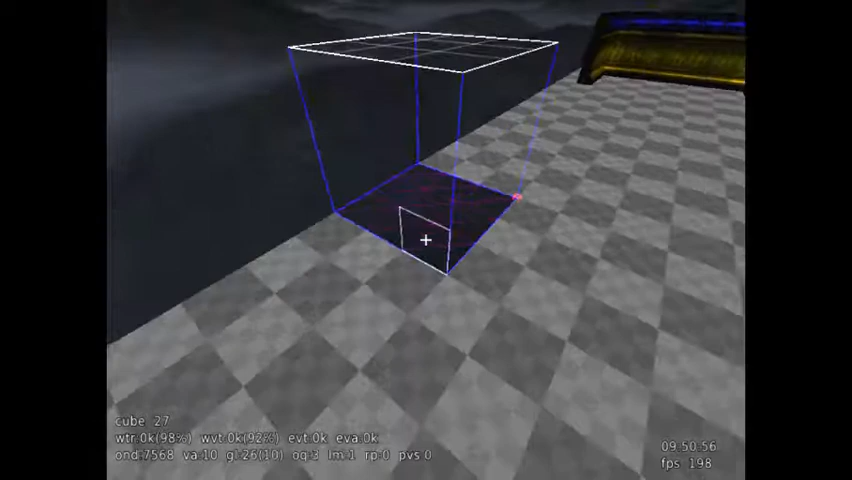 cube 27
wtr:0k(98%) wvt:0k(92%) evt:0k eva:0k
ond:7568 va:10 gl:26(10) oq:3 lm:1 rp:0 pvs:0
09:50:56
fps 198